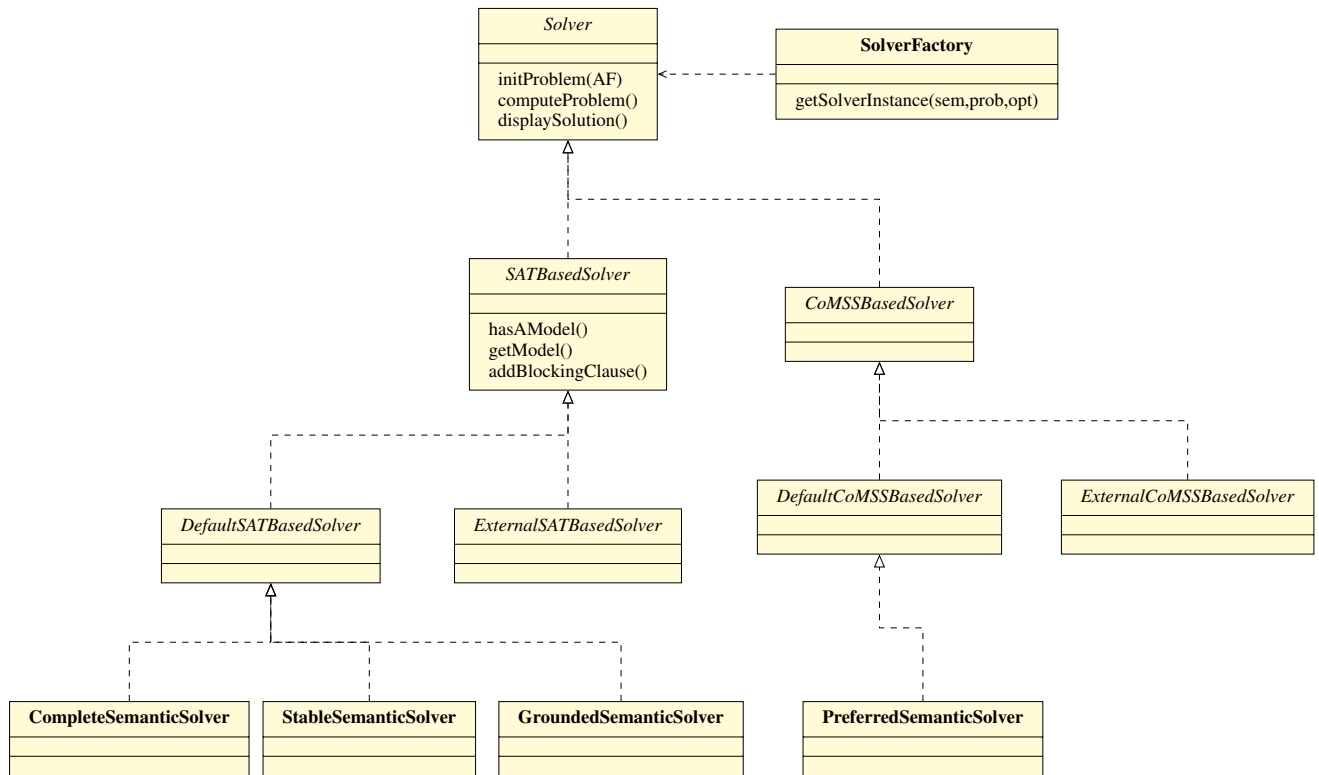 Solver
initProblem(AF)
computeProblem()
displaySolution()
SolverFactory
getSolverInstance(sem,prob,opt)
SATBasedSolver
hasAModel()
getModel()
addBlockingClause()
CoMSSBasedSolver
DefaultSATBasedSolver
ExternalSATBasedSolver
DefaultCoMSSBasedSolver
ExternalCoMSSBasedSolver
CompleteSemanticSolver
StableSemanticSolver
GroundedSemanticSolver
PreferredSemanticSolver